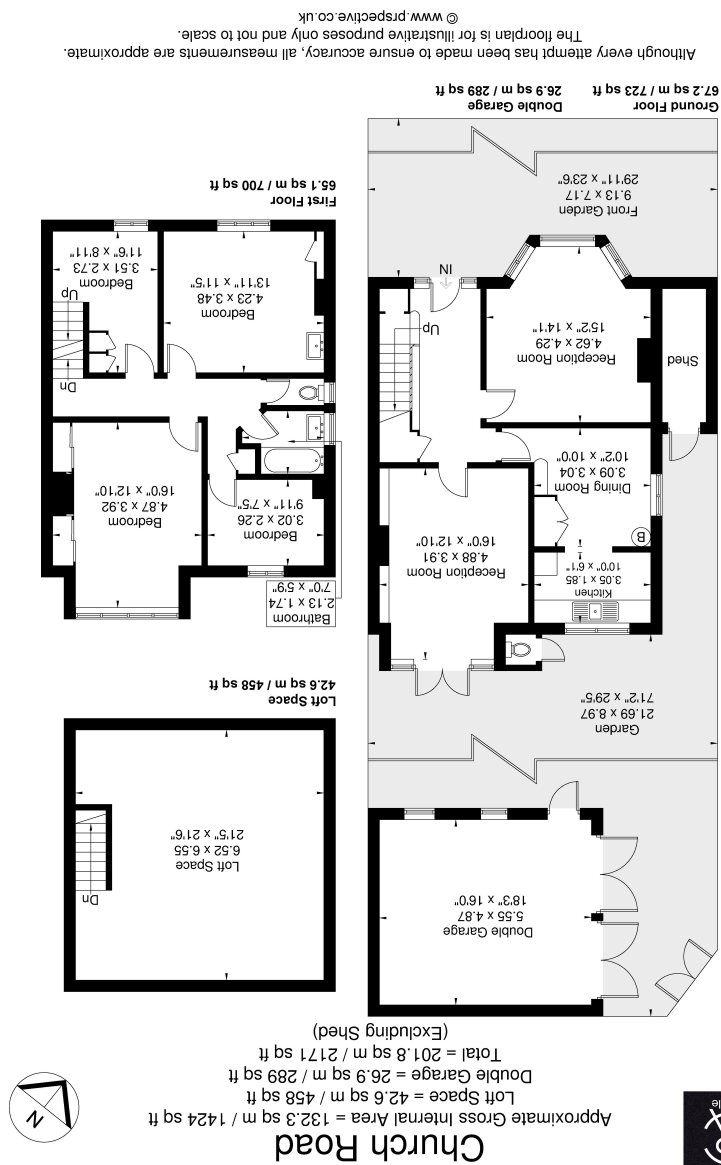 Church Road
Approximate Gross Internal Area = 132.3 sq m / 1424 sq ft
Loft Space = 42.6 sq m / 458 sq ft
Double Garage = 26.9 sq m / 289 sq ft
Total = 201.8 sq m / 2171 sq ft
(Excluding Shed)
N
Double Garage
5.55 x 4.87
18'3" x 16'0"
Dn
Loft Space
6.52 x 6.55
21'5" x 21'6"
Loft Space
42.6 sq m / 458 sq ft
Garden
21.69 x 8.97
71'2" x 29'5"
Kitchen
3.05 x 1.85
10'0" x 6'1"
B
Dining Room
3.09 x 3.04
10'2" x 10'0"
Reception Room
4.88 x 3.91
16'0" x 12'10"
Shed
Reception Room
4.62 x 4.29
15'2" x 14'1"
Up
IN
Front Garden
9.13 x 7.17
29'11" x 23'6"
Ground Floor
67.2 sq m / 723 sq ft
Double Garage
26.9 sq m / 289 sq ft
Bathroom
2.13 x 1.74
7'0" x 5'9"
Bedroom
3.02 x 2.26
9'11" x 7'5"
Bedroom
4.87 x 3.92
16'0" x 12'10"
Dn
Up
Bedroom
4.23 x 3.48
13'11" x 11'5"
Bedroom
3.51 x 2.73
11'6" x 8'11"
First Floor
65.1 sq m / 700 sq ft
Although every attempt has been made to ensure accuracy, all measurements are approximate.
The floorplan is for illustrative purposes only and not to scale.
© www.prspective.co.uk